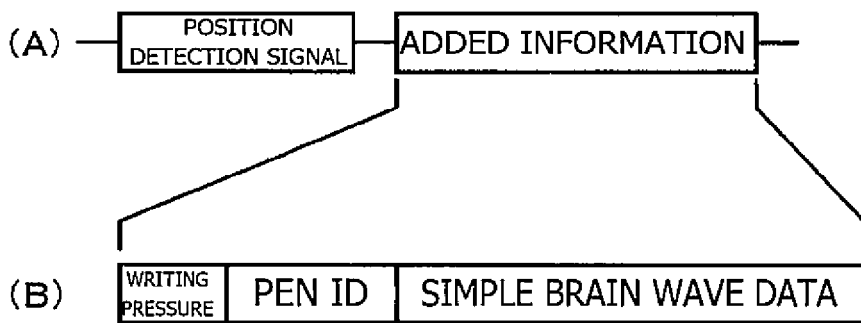 (A)
POSITION
DETECTION SIGNAL
ADDED INFORMATION
(B)
WRITING
PRESSURE
PEN ID
SIMPLE BRAIN WAVE DATA